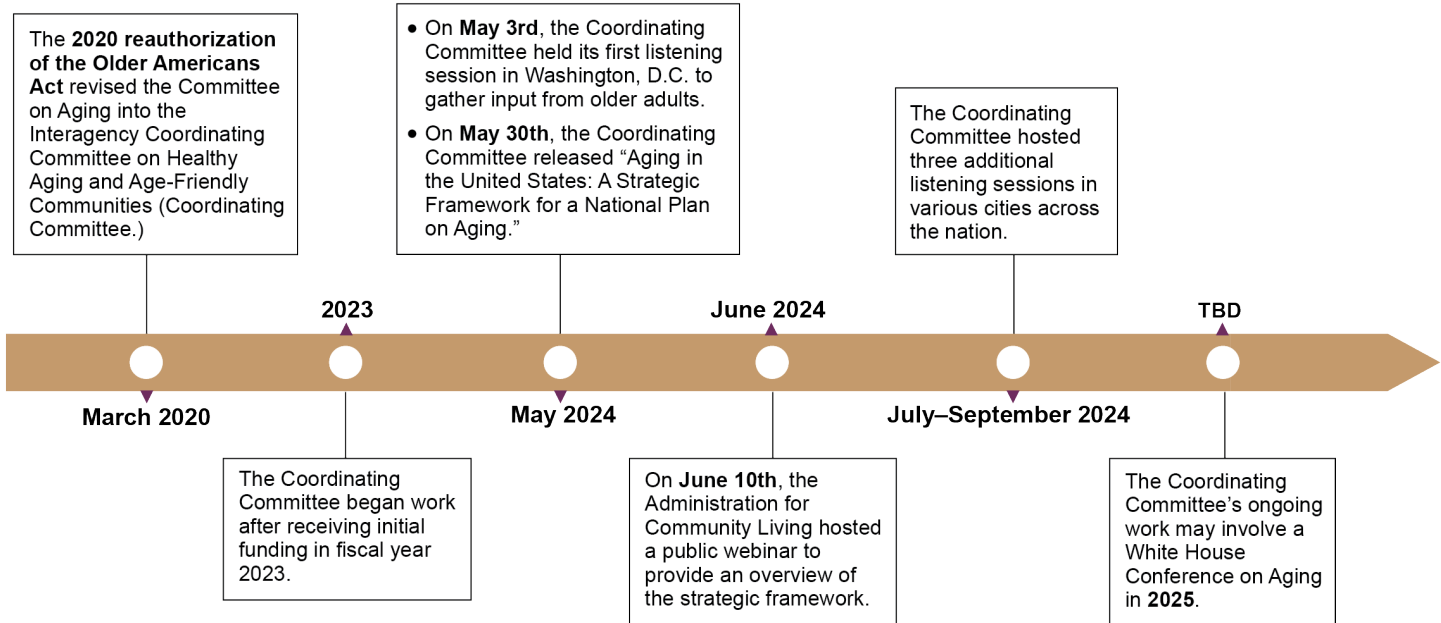 The 2020 reauthorization
of the Older Americans
Act revised the Committee
on Aging into the
Interagency Coordinating
Committee on Healthy
Aging and Age-Friendly
Communities (Coordinating
Committee.)
● On May 3rd, the Coordinating
Committee held its first listening
session in Washington, D.C. to
gather input from older adults.
● On May 30th, the Coordinating
Committee released “Aging in
the United States: A Strategic
Framework for a National Plan
on Aging.”
The Coordinating
Committee hosted
three additional
listening sessions in
various cities across
the nation.
2023
June 2024
TBD
March 2020
May 2024
July–September 2024
The Coordinating
Committee began work
after receiving initial
funding in fiscal year
2023.
On June 10th, the
Administration for
Community Living hosted
a public webinar to
provide an overview of
the strategic framework.
The Coordinating
Committee’s ongoing
work may involve a
White House
Conference on Aging
in 2025.